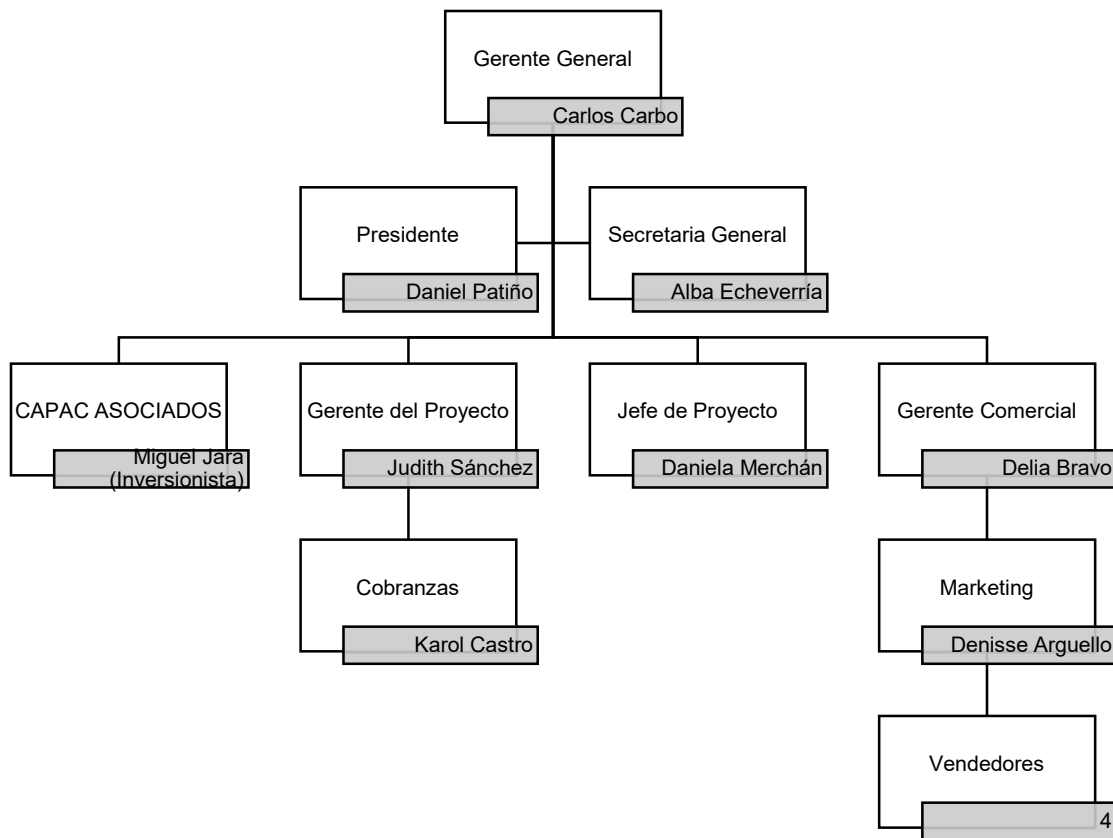 Gerente General
Carlos Carbo
Presidente
Daniel Patiño
Secretaria General
Alba Echeverría
CAPAC ASOCIADOS
Miguel Jara
(Inversionista)
Gerente del Proyecto
Judith Sánchez
Jefe de Proyecto
Daniela Merchán
Gerente Comercial
Delia Bravo
Cobranzas
Karol Castro
Marketing
Denisse Arguello
Vendedores
4